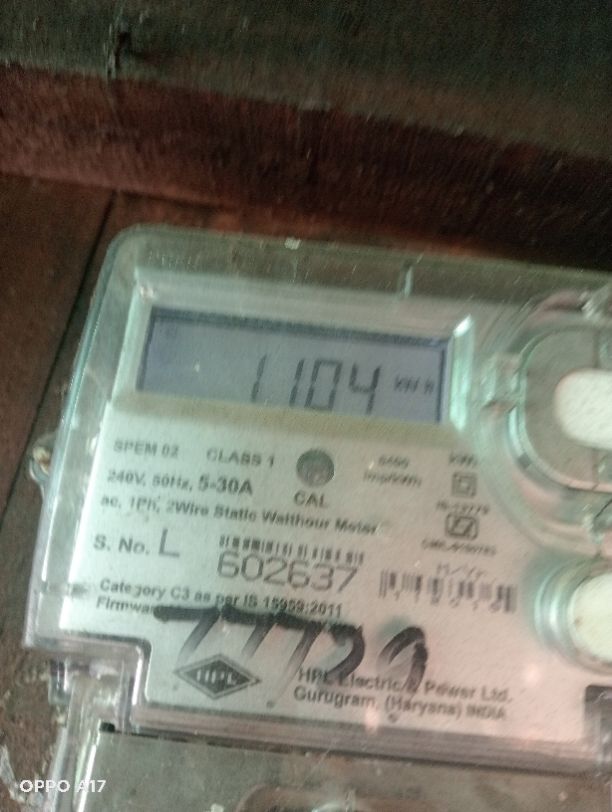 1104 kWh
SPEM 02 CLASS 1
240V, 50Hz, 5-30A
CAL
ac, 1Ph, 2Wire Static Watthour Meter
S. No. L
602637
Category C3 as per IS 15959:2011
Firmware
HPL
HPL Electric & Power Ltd.
Gurugram, (Haryana) INDIA
OPPO A17